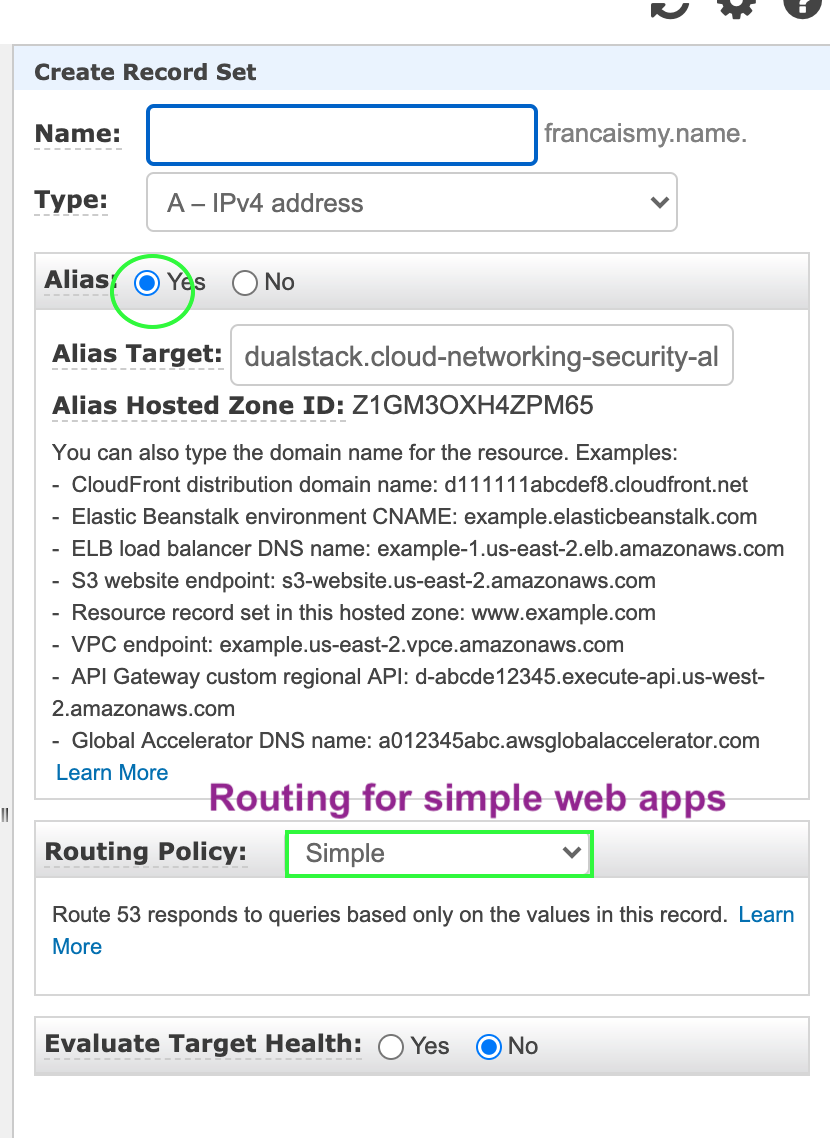 Create Record Set
Name: francaismy.name.
Type: A – IPv4 address
Alias: Yes No
Alias Target: dualstack.cloud-networking-security-al
Alias Hosted Zone ID: Z1GM3OXH4ZPM65
You can also type the domain name for the resource. Examples:
- CloudFront distribution domain name: d111111abcdef8.cloudfront.net
- Elastic Beanstalk environment CNAME: example.elasticbeanstalk.com
- ELB load balancer DNS name: example-1.us-east-2.elb.amazonaws.com
- S3 website endpoint: s3-website.us-east-2.amazonaws.com
- Resource record set in this hosted zone: www.example.com
- VPC endpoint: example.us-east-2.vpce.amazonaws.com
- API Gateway custom regional API: d-abcde12345.execute-api.us-west-
2.amazonaws.com
- Global Accelerator DNS name: a012345abc.awsglobalaccelerator.com
Learn More
Routing for simple web apps
Routing Policy: Simple
Route 53 responds to queries based only on the values in this record. Learn
More
Evaluate Target Health: Yes No